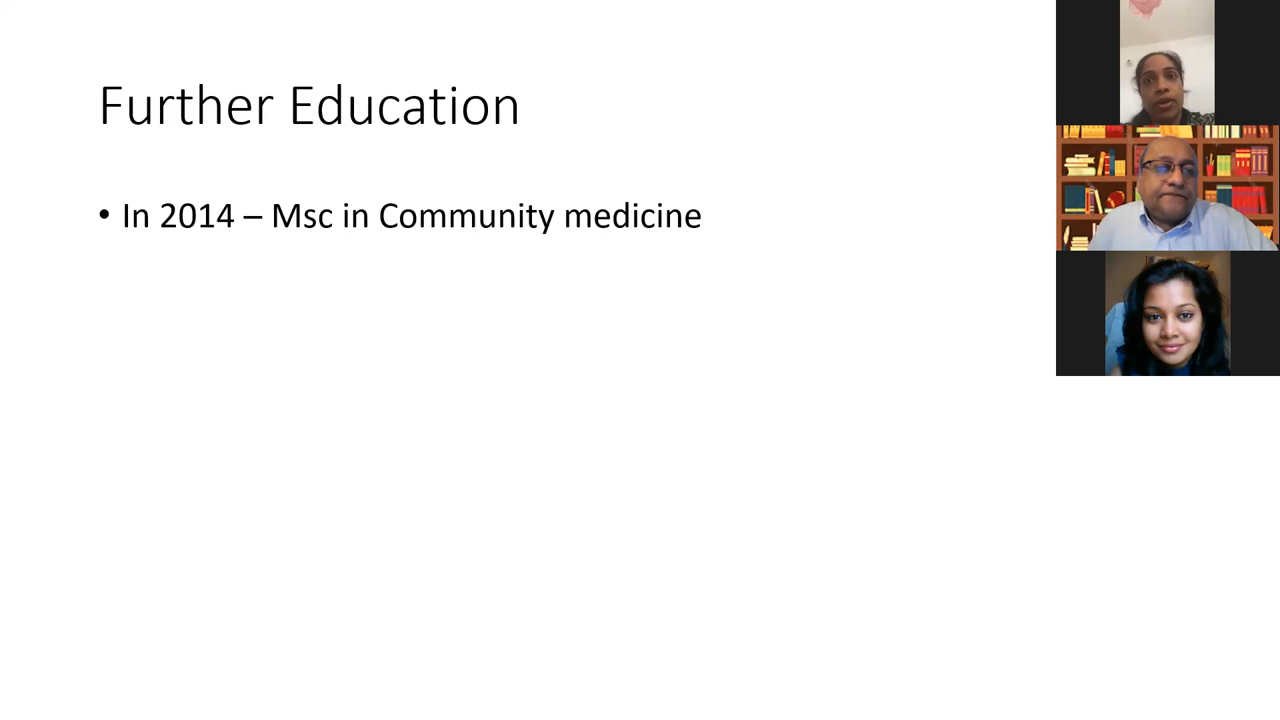 Further Education
• In 2014 – Msc in Community medicine